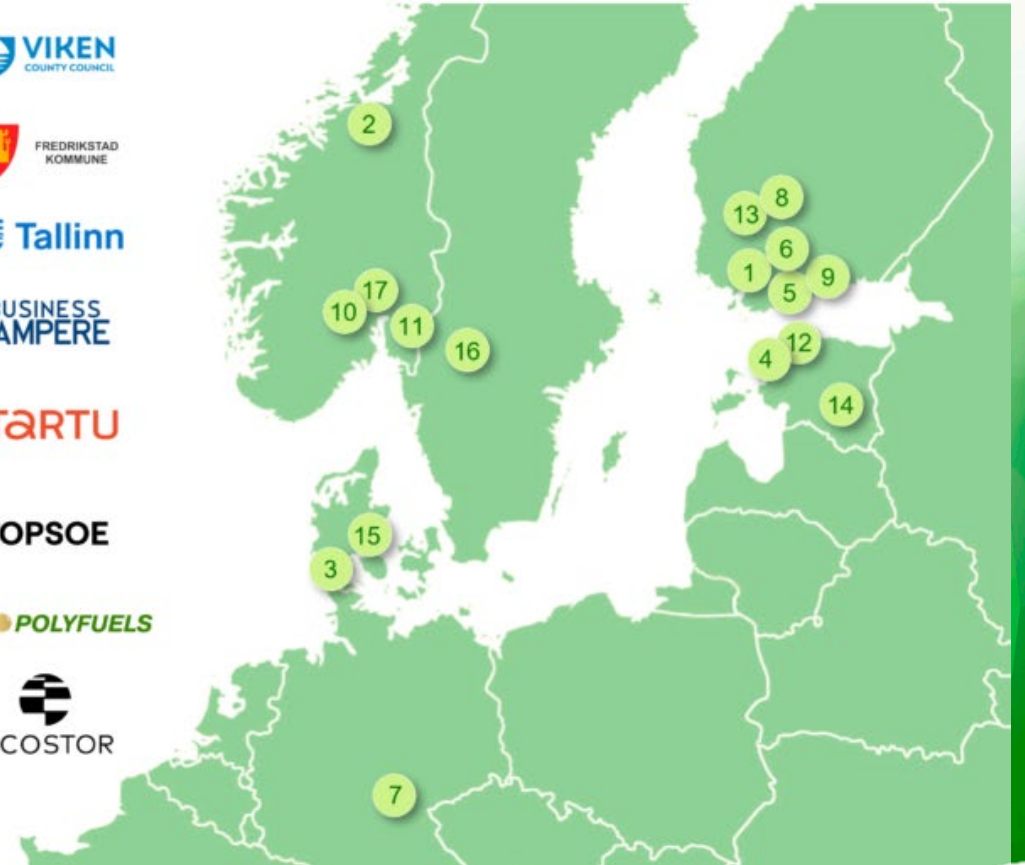 VIKEN
COUNTY COUNCIL
FREDRIKSTAD
KOMMUNE
Tallinn
BUSINESS
AMPERE
TARTU
OPSOE
POLYFUELS
COSTOR
2
8
13
6
1
9
5
17
10
11
16
12
4
14
15
3
7